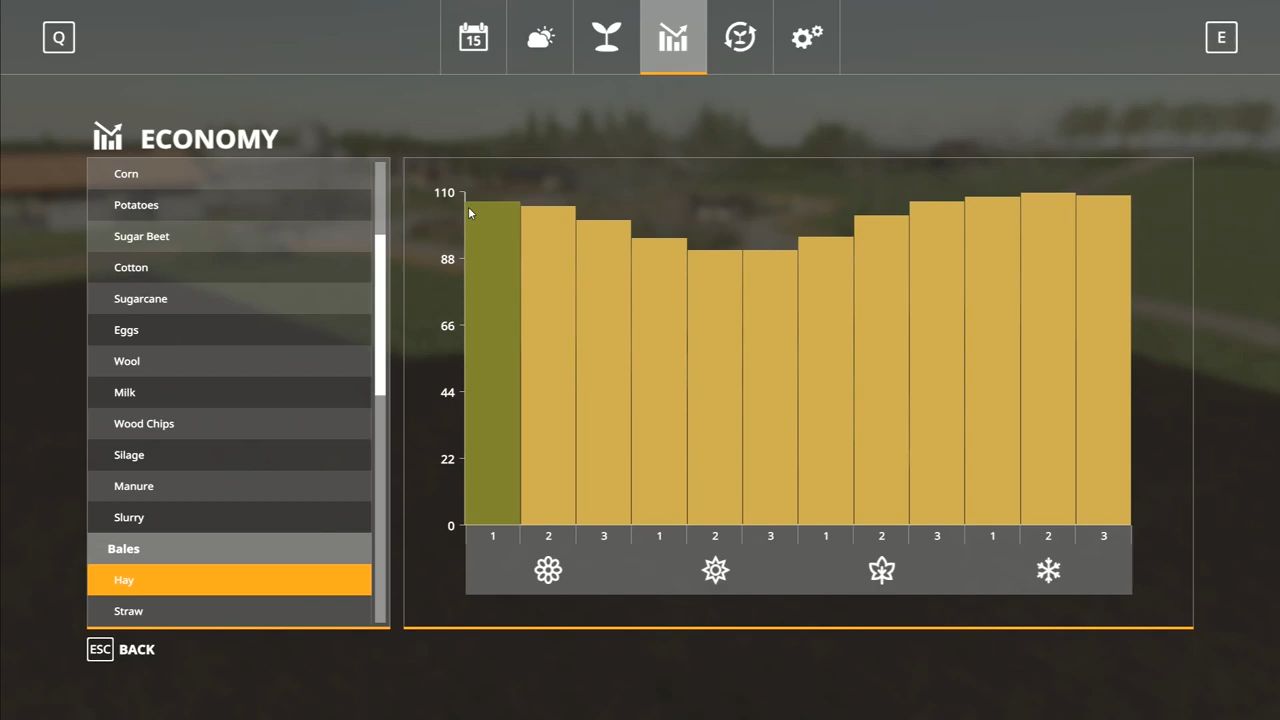 Q
15
E
ECONOMY
Corn
Potatoes
Sugar Beet
Cotton
Sugarcane
Eggs
Wool
Milk
Wood Chips
Silage
Manure
Slurry
Bales
Hay
Straw
110
88
66
44
22
0
1 2 3 1 2 3 1 2 3 1 2 3
ESC BACK